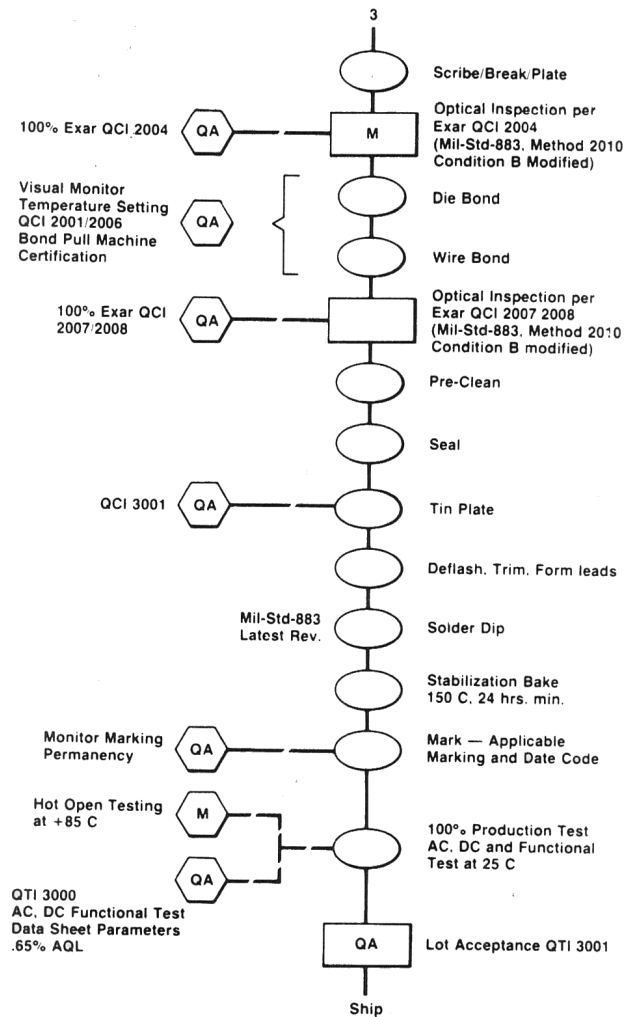 3
Scribe/Break/Plate
100% Exar QCI 2004
QA
M
Optical Inspection per
Exar QCI 2004
(Mil-Std-883, Method 2010
Condition B Modified)
Visual Monitor
Temperature Setting
QCI 2001/2006
Bond Pull Machine
Certification
QA
Die Bond
Wire Bond
100% Exar QCI
2007/2008
QA
Optical Inspection per
Exar QCI 2007 2008
(Mil-Std-883, Method 2010
Condition B modified)
Pre-Clean
Seal
QCI 3001
QA
Tin Plate
Deflash, Trim, Form leads
Mil-Std-883
Latest Rev.
Solder Dip
Stabilization Bake
150 C, 24 hrs. min.
Monitor Marking
Permanency
QA
Mark — Applicable
Marking and Date Code
Hot Open Testing
at +85 C
M
QA
QTI 3000
AC, DC Functional Test
Data Sheet Parameters
.65% AQL
100% Production Test
AC, DC and Functional
Test at 25 C
QA
Lot Acceptance QTI 3001
Ship